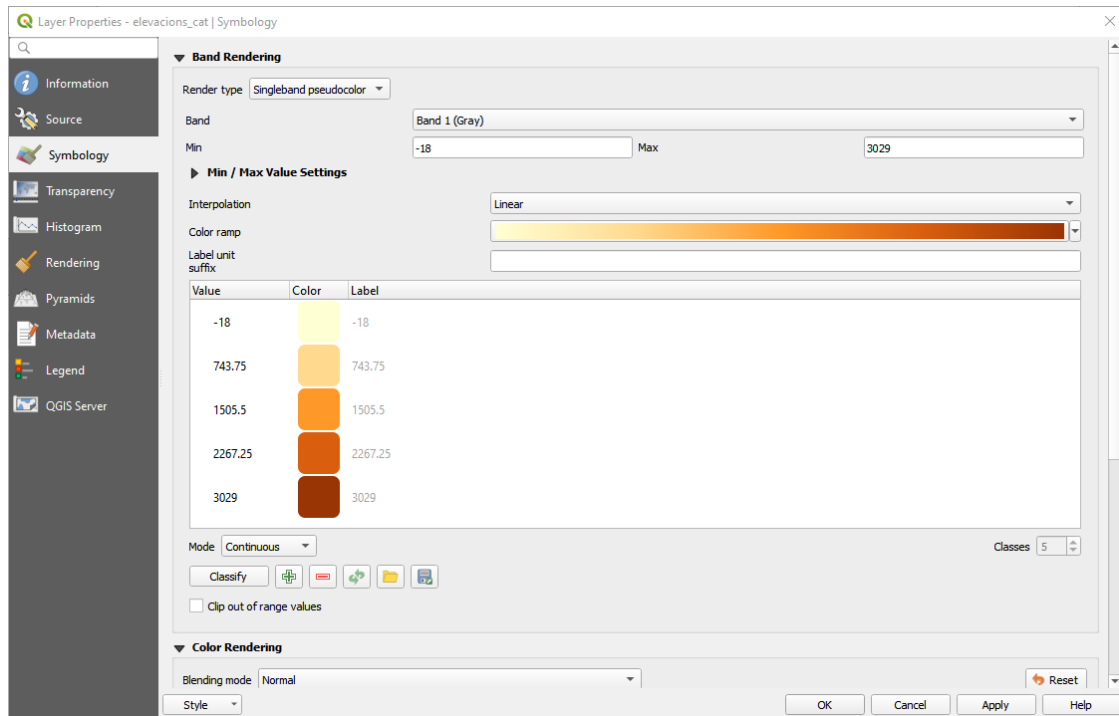 Layer Properties - elevacions_cat | Symbology
Information
Source
Symbology
Transparency
Histogram
Rendering
Pyramids
Metadata
Legend
QGIS Server
Band Rendering
Render type Singleband pseudocolor
Band Band 1 (Gray)
Min -18 Max 3029
Min / Max Value Settings
Interpolation Linear
Color ramp
Label unit
suffix
Value Color Label
-18 -18
743.75 743.75
1505.5 1505.5
2267.25 2267.25
3029 3029
Mode Continuous Classes 5
Classify
Clip out of range values
Color Rendering
Blending mode Normal Reset
Style OK Cancel Apply Help